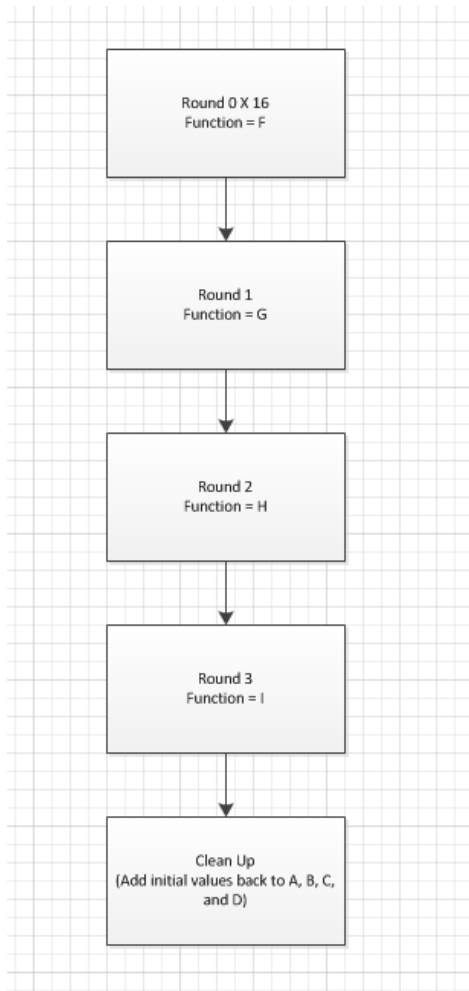 Round 0 X 16
Function = F
Round 1
Function = G
Round 2
Function = H
Round 3
Function = I
Clean Up
(Add initial values back to A, B, C,
and D)